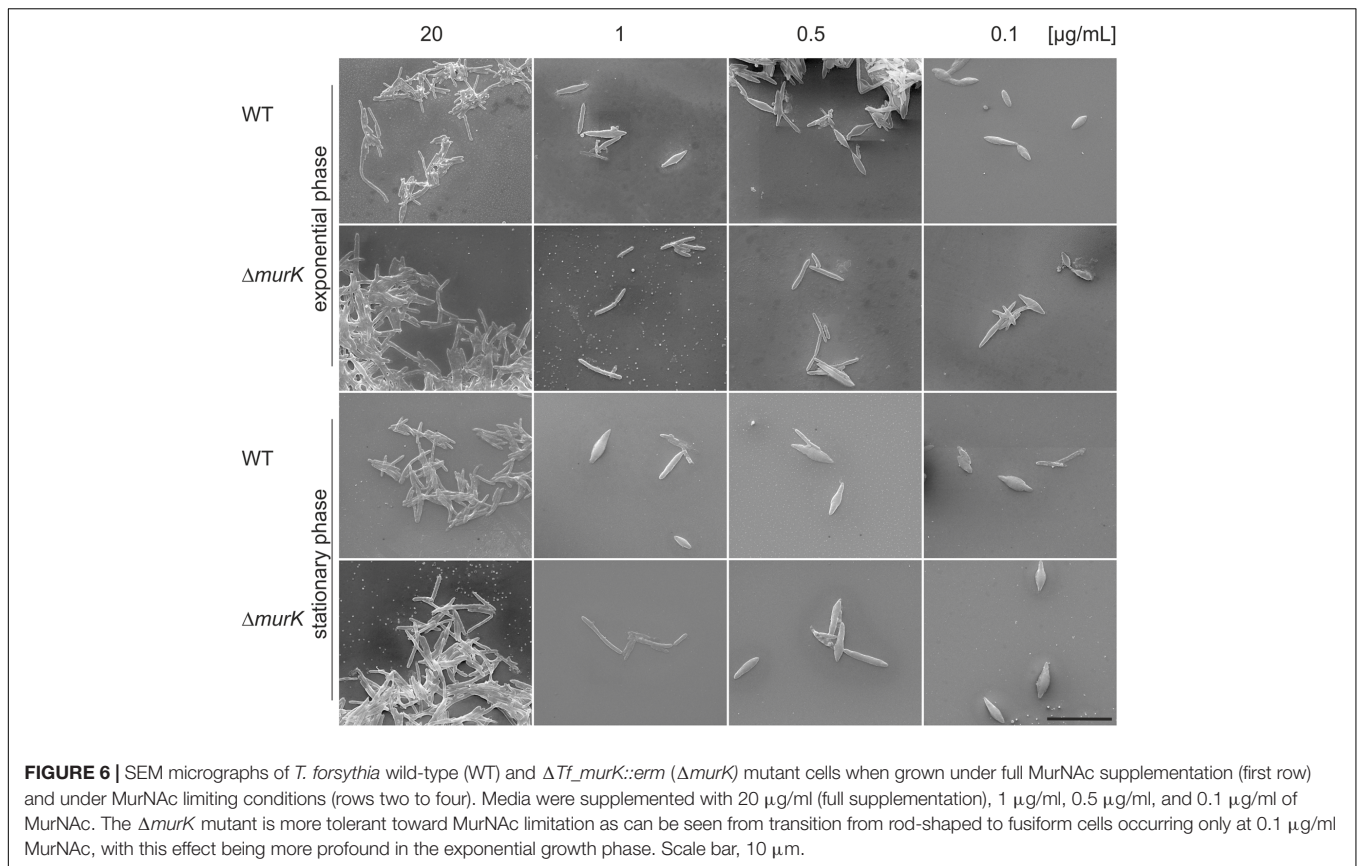 20 1 0.5 0.1 [µg/mL]
WT
exponential phase
ΔmurK
WT
stationary phase
ΔmurK
FIGURE 6 | SEM micrographs of T. forsythia wild-type (WT) and ΔTf_murK::erm (ΔmurK) mutant cells when grown under full MurNAc supplementation (first row)
and under MurNAc limiting conditions (rows two to four). Media were supplemented with 20 µg/ml (full supplementation), 1 µg/ml, 0.5 µg/ml, and 0.1 µg/ml of
MurNAc. The ΔmurK mutant is more tolerant toward MurNAc limitation as can be seen from transition from rod-shaped to fusiform cells occurring only at 0.1 µg/ml
MurNAc, with this effect being more profound in the exponential growth phase. Scale bar, 10 µm.